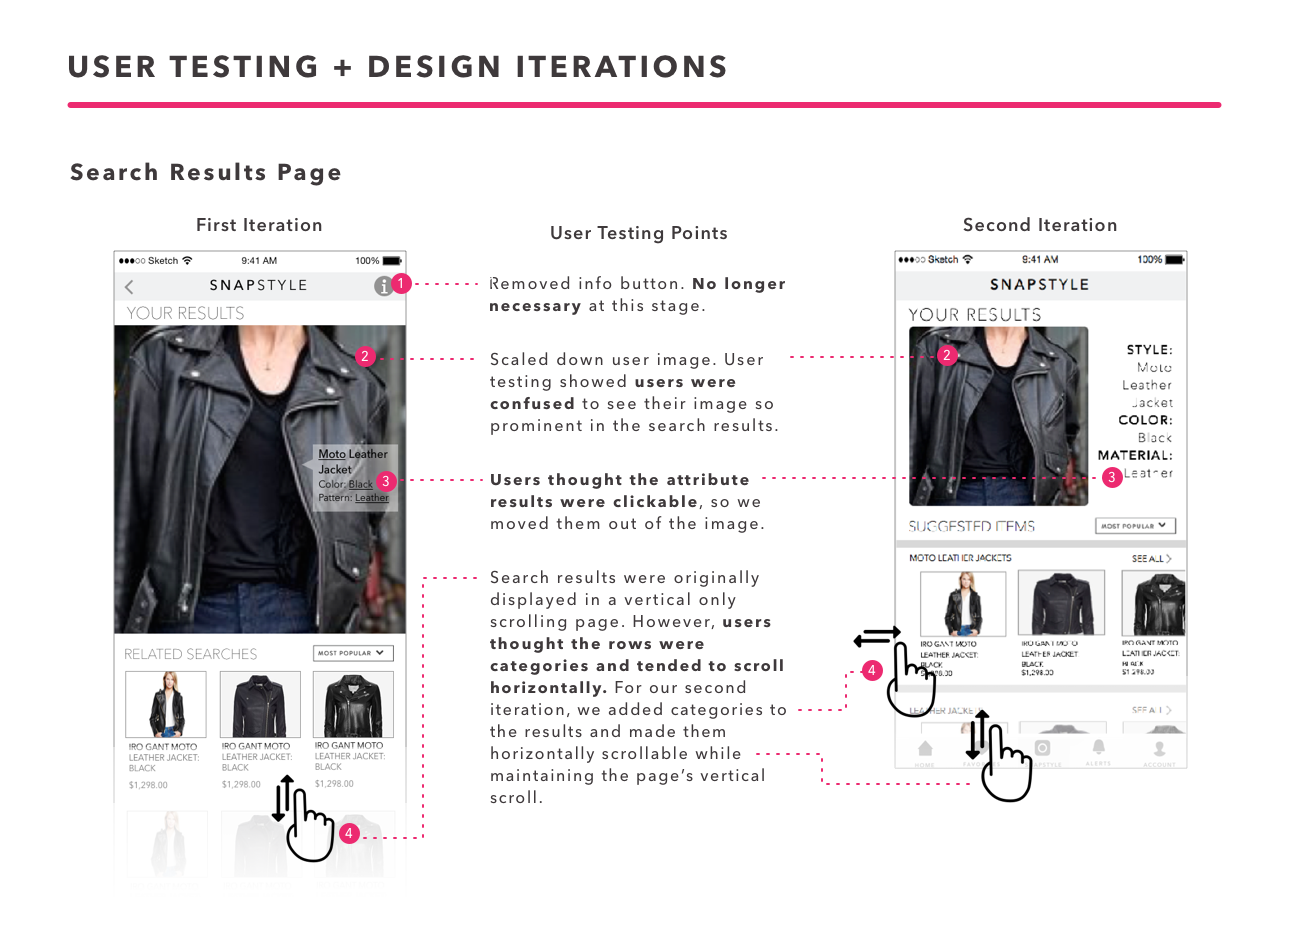 USER TESTING + DESIGN ITERATIONS
Search Results Page
First Iteration
Sketch
9:41 AM
100%
SNAPSTYLE
i
1
YOUR RESULTS
2
Moto Leather
Jacket
Color: Black
Pattern: Leather
3
RELATED SEARCHES
MOST POPULAR
IRO GANT MOTO
LEATHER JACKET:
BLACK
$1,298.00
IRO GANT MOTO
LEATHER JACKET:
BLACK
$1,298.00
IRO GANT MOTO
LEATHER JACKET:
BLACK
$1,298.00
4
User Testing Points
Removed info button. No longer
necessary at this stage.
Scaled down user image. User
testing showed users were
confused to see their image so
prominent in the search results.
Users thought the attribute
results were clickable, so we
moved them out of the image.
Search results were originally
displayed in a vertical only
scrolling page. However, users
thought the rows were
categories and tended to scroll
horizontally. For our second
iteration, we added categories to
the results and made them
horizontally scrollable while
maintaining the page's vertical
scroll.
Second Iteration
Sketch
9:41 AM
100%
SNAPSTYLE
YOUR RESULTS
2
STYLE:
Moto
Leather
Jacket
COLOR:
Black
MATERIAL:
Leather
3
SUGGESTED ITEMS
MOST POPULAR
MOTO LEATHER JACKETS
SEE ALL
IRO GANT MOTO
LEATHER JACKET:
BLACK
IRO GANT MOTO
LEATHER JACKET:
BLACK
$1,298.00
IRO GANT MOTO
LEATHER JACKET:
BLACK
$1,298.00
4
LEATHER JACKE
SEE ALL
HOME
ALERTS
ACCOUNT